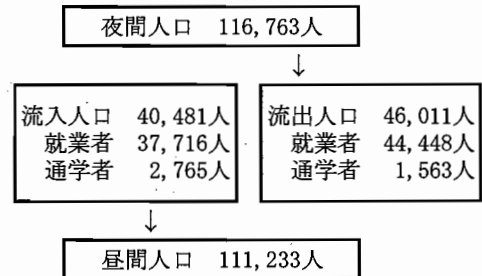 夜間人口 116,763人
↓
流入人口 40,481人
就業者 37,716人
通学者 2,765人
流出人口 46,011人
就業者 44,448人
通学者 1,563人
↓
昼間人口 111,233人